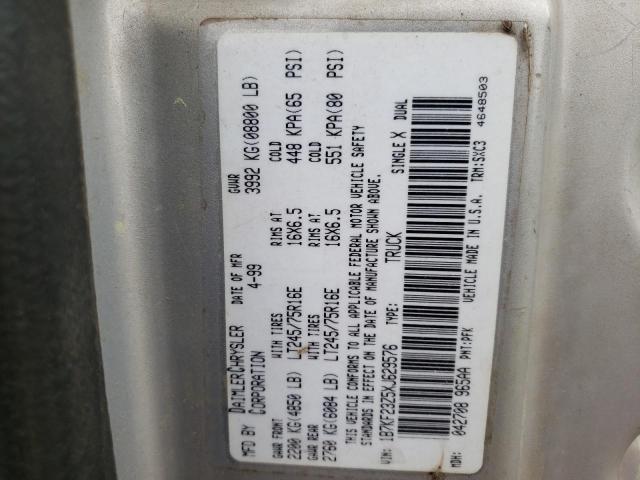 MFD BY DAIMLERCHRYSLER CORPORATION DATE OF MFR 4-99 GVWR 3992 KG(08800 LB)
GAWR FRONT WITH TIRES RIMS AT COLD
2200 KG(4850 LB) LT245/75R16E 16X6.5 448 KPA(65 PSI)
GAWR REAR WITH TIRES RIMS AT COLD
2760 KG(6084 LB) LT245/75R16E 16X6.5 551 KPA(80 PSI)
THIS VEHICLE CONFORMS TO ALL APPLICABLE FEDERAL MOTOR VEHICLE SAFETY
STANDARDS IN EFFECT ON THE DATE OF MANUFACTURE SHOWN ABOVE.
VIN: 1B7KF23Z5XJ629576 TYPE: TRUCK SINGLE X DUAL
MDH: 042708 965AA PNT:PFK VEHICLE MADE IN U.S.A. TRM:SXC3 4648503